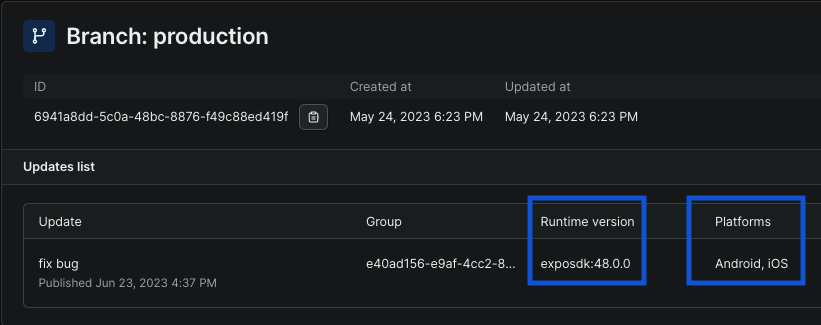 Branch: production
ID Created at Updated at
6941a8dd-5c0a-48bc-8876-f49c88ed419f May 24, 2023 6:23 PM May 24, 2023 6:23 PM
Updates list
Update Group Runtime version Platforms
fix bug e40ad156-e9af-4cc2-8... exposdk:48.0.0 Android, iOS
Published Jun 23, 2023 4:37 PM